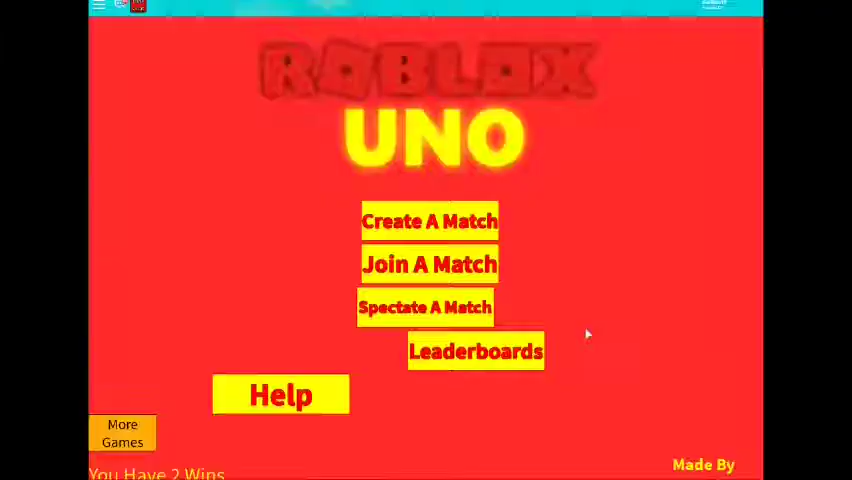 ROBLOX
UNO
Create A Match
Join A Match
Spectate A Match
Leaderboards
Help
More
Games
You Have 2 Wins
Made By